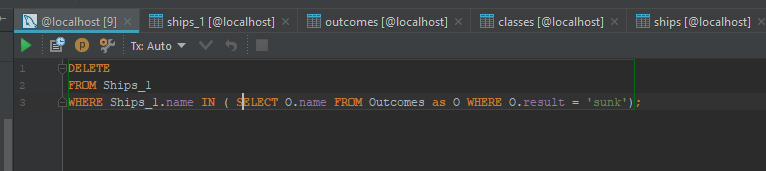 @localhost [9] ships_1 [@localhost] outcomes [@localhost] classes [@localhost] ships [@localhost]
Tx: Auto
1 DELETE
2 FROM Ships_1
3 WHERE Ships_1.name IN ( SELECT O.name FROM Outcomes as O WHERE O.result = 'sunk');